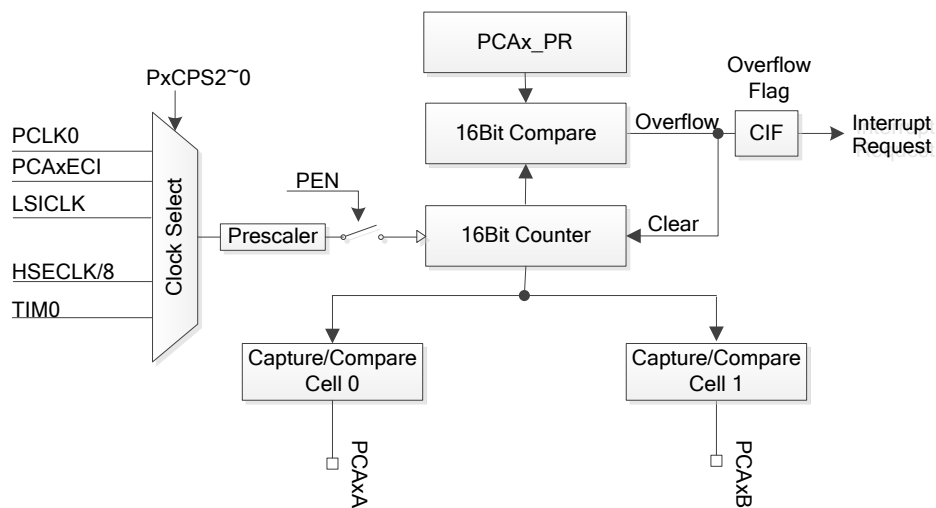 PCAx_PR
Overflow
Flag
PxCPS2~0
16Bit Compare
Overflow
CIF
Interrupt
Request
PCLK0
PCAxECI
LSICLK
HSECLK/8
TIM0
Clock Select
Prescaler
PEN
16Bit Counter
Clear
Capture/Compare
Cell 0
Capture/Compare
Cell 1
PCAxA
PCAxB